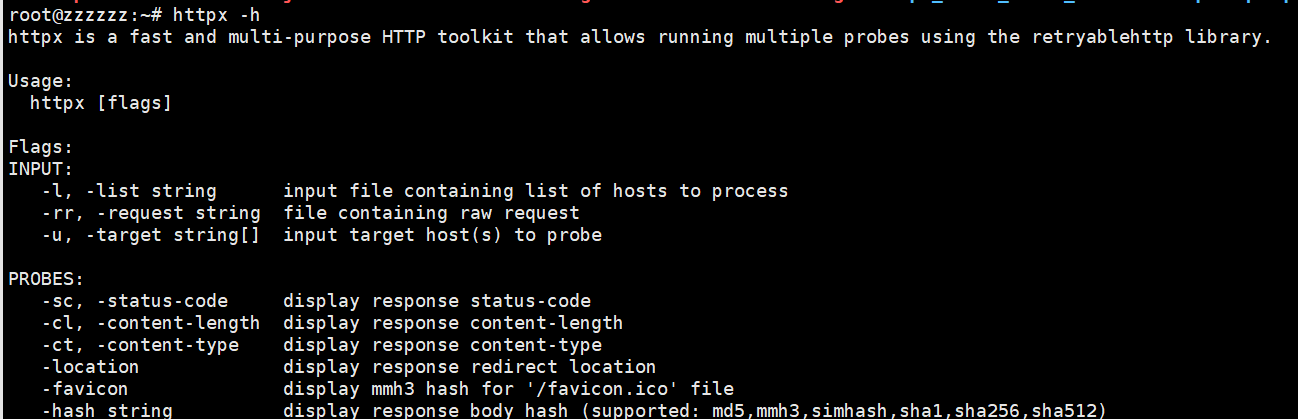 root@zzzzzz:~# httpx -h
httpx is a fast and multi-purpose HTTP toolkit that allows running multiple probes using the retryablehttp library.
Usage:
httpx [flags]
Flags:
INPUT:
-l, -list string input file containing list of hosts to process
-rr, -request string file containing raw request
-u, -target string[] input target host(s) to probe
PROBES:
-sc, -status-code display response status-code
-cl, -content-length display response content-length
-ct, -content-type display response content-type
-location display response redirect location
-favicon display mmh3 hash for '/favicon.ico' file
-hash string display response body hash (supported: md5,mmh3,simhash,sha1,sha256,sha512)